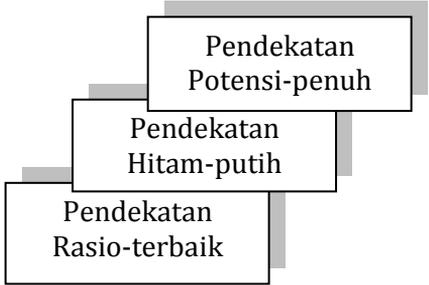 Pendekatan
Potensi-penuh
Pendekatan
Hitam-putih
Pendekatan
Rasio-terbaik